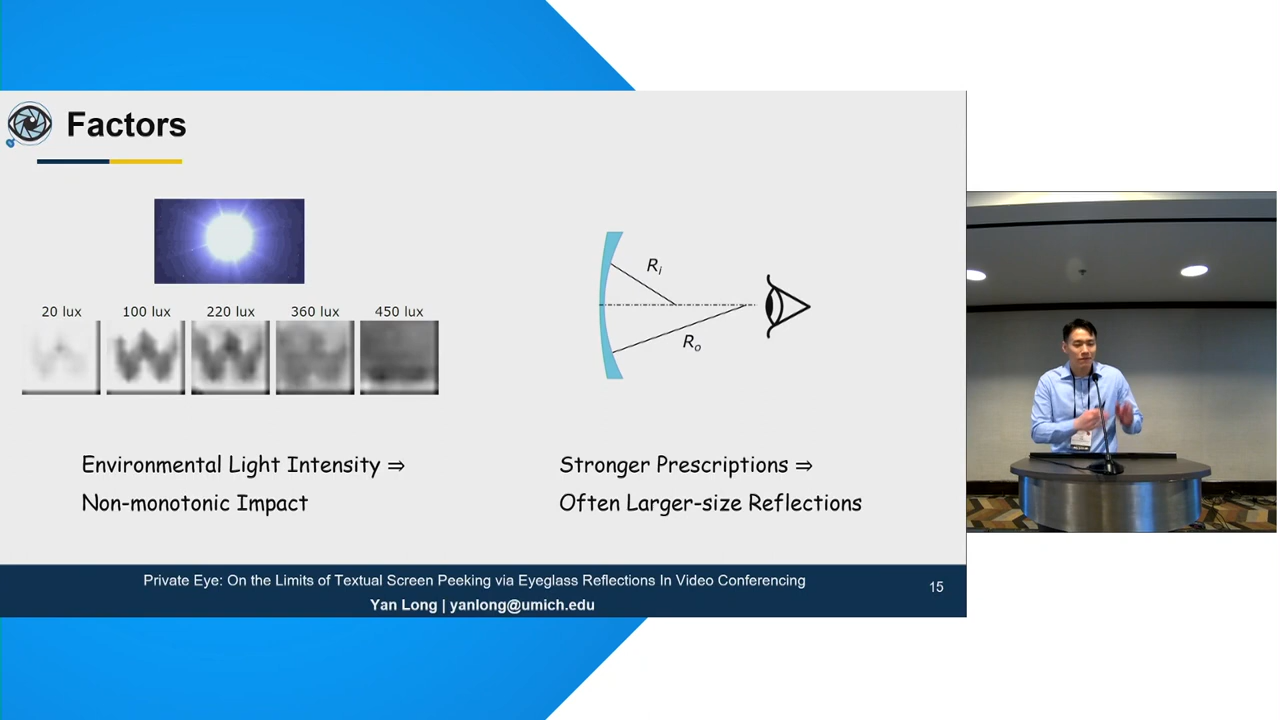 Factors
20 lux 100 lux 220 lux 360 lux 450 lux
Environmental Light Intensity ⇒
Non-monotonic Impact
Ri
Ro
Stronger Prescriptions ⇒
Often Larger-size Reflections
Private Eye: On the Limits of Textual Screen Peeking via Eyeglass Reflections In Video Conferencing
Yan Long | yanlong@umich.edu
15